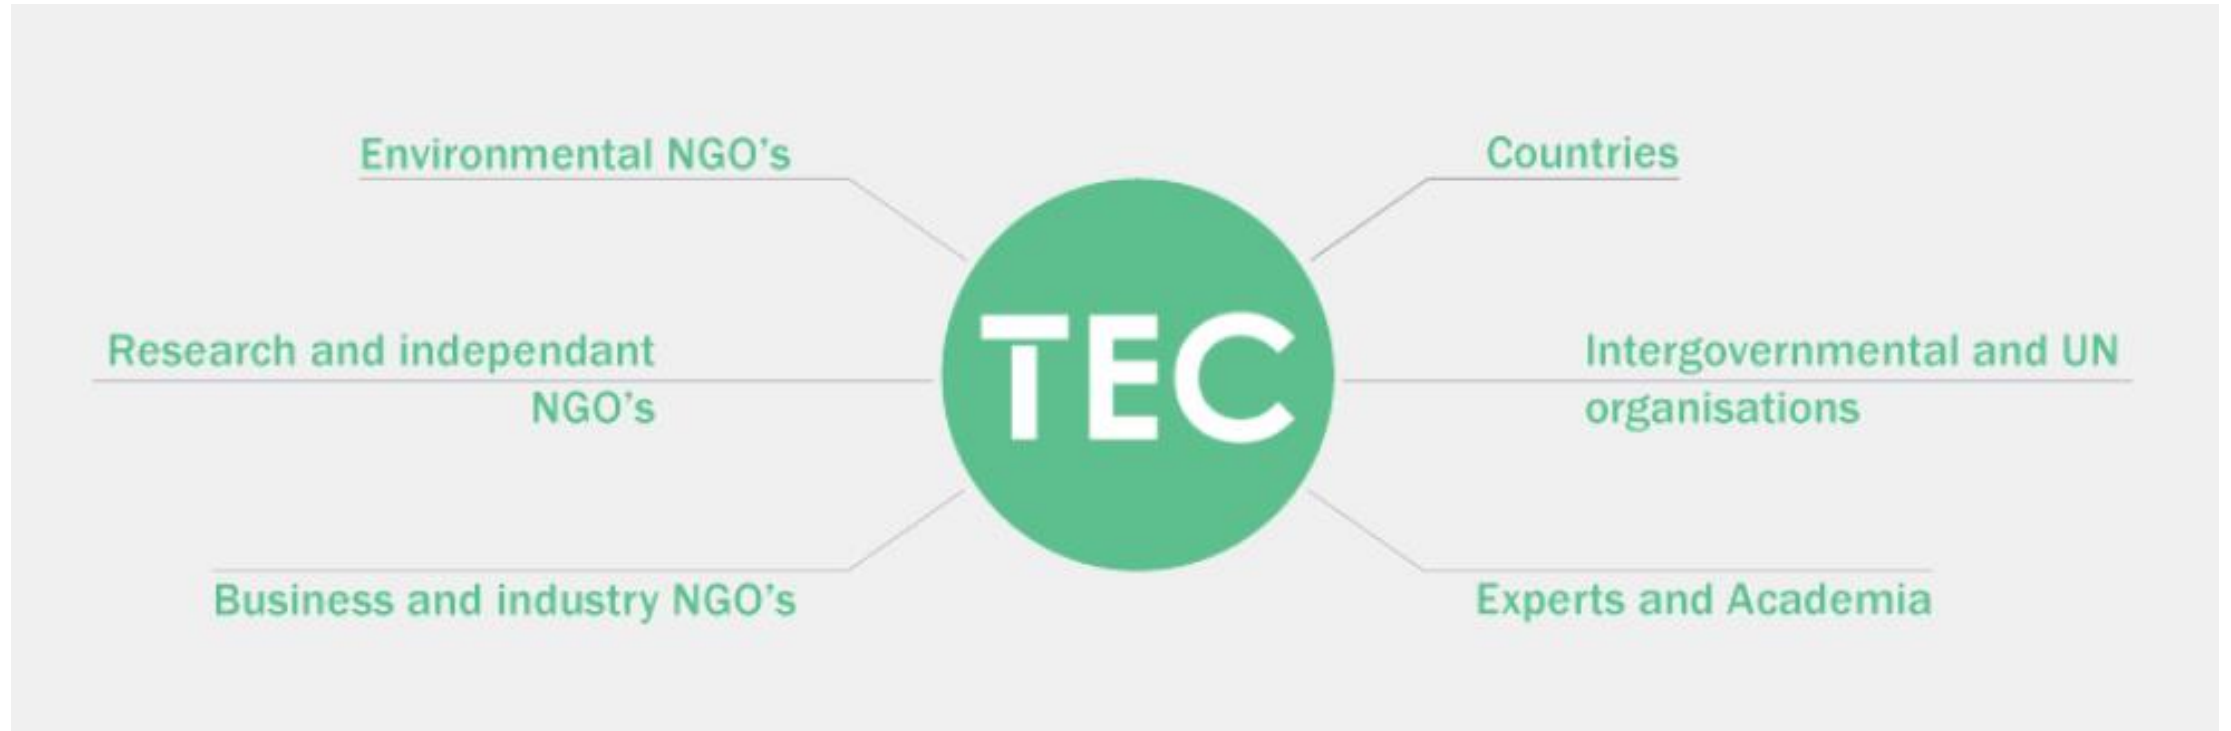 Environmental NGO’s
Countries
TEC
Research and independant
NGO’s
Intergovernmental and UN
organisations
Business and industry NGO’s
Experts and Academia